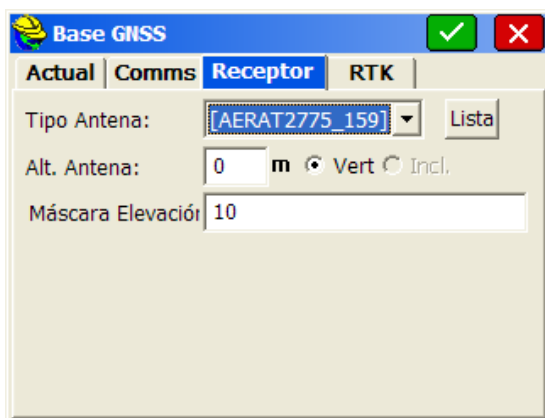 Base GNSS
Actual Comms Receptor RTK
Tipo Antena: [AERAT2775_159] Lista
Alt. Antena: 0 m Vert Incl.
Máscara Elevación 10